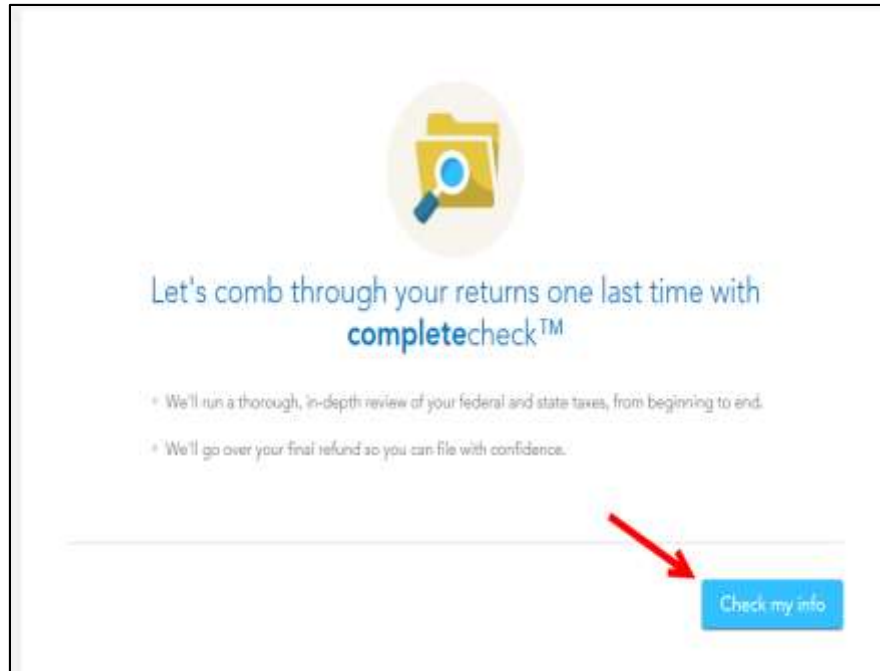 Let's comb through your returns one last time with
completecheck™
• We'll run a thorough, in-depth review of your federal and state taxes, from beginning to end.
• We'll go over your final refund so you can file with confidence.
Check my info